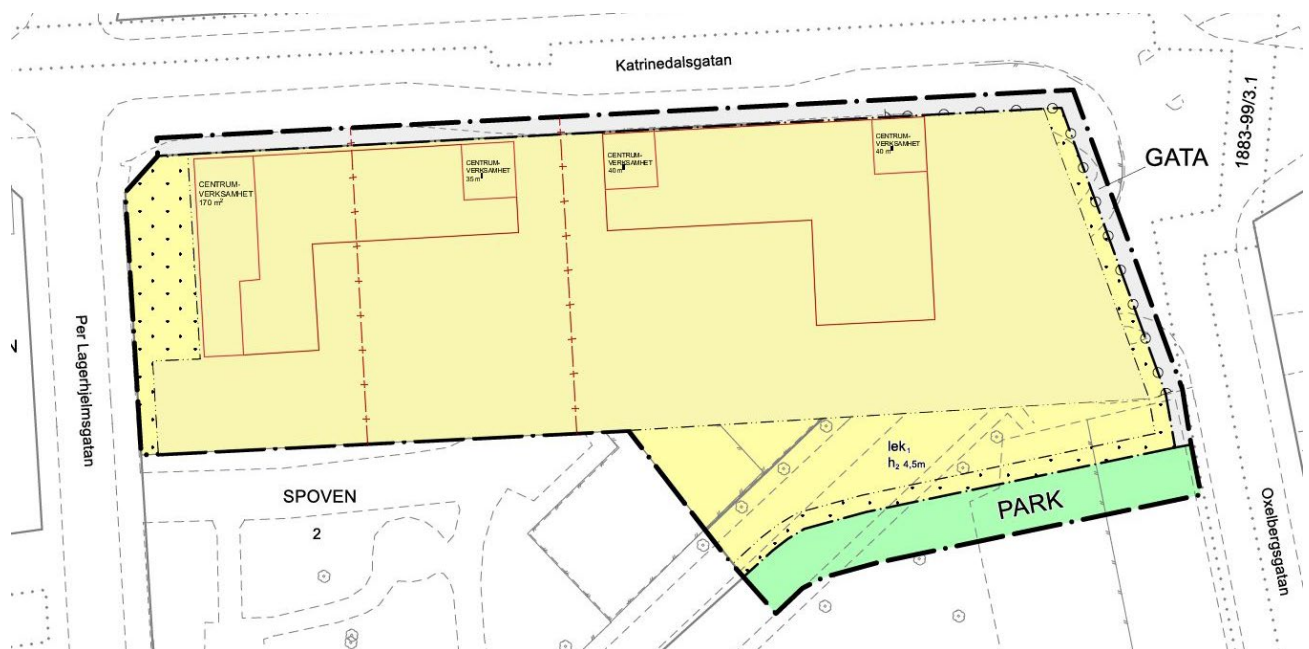 Katrinedalsgatan
1883-99/3.1
GATA
CENTRUM-
VERKSAMHET
170 m²
CENTRUM-
VERKSAMHET
35 m²
CENTRUM-
VERKSAMHET
40 m²
CENTRUM-
VERKSAMHET
40 m²
2
Per Lagerhjelmsgatan
lek₁
h₂ 4,5m
SPOVEN
2
PARK
Oxelbergsgatan